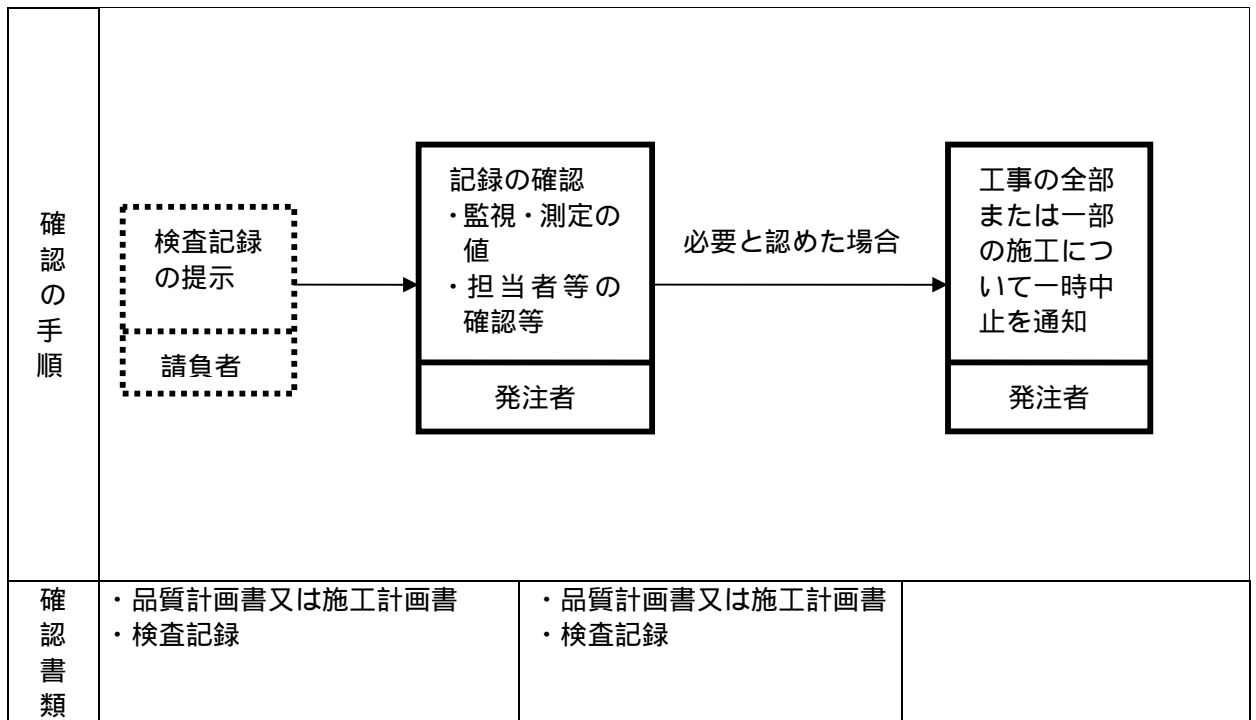 確認の手順
検査記録
の提示
請負者
記録の確認
・監視・測定の
値
・担当者等の
確認等
発注者
必要と認めた場合
工事の全部
または一部
の施工につ
いて一時中
止を通知
発注者
確認書類
・品質計画書又は施工計画書
・検査記録
・品質計画書又は施工計画書
・検査記録